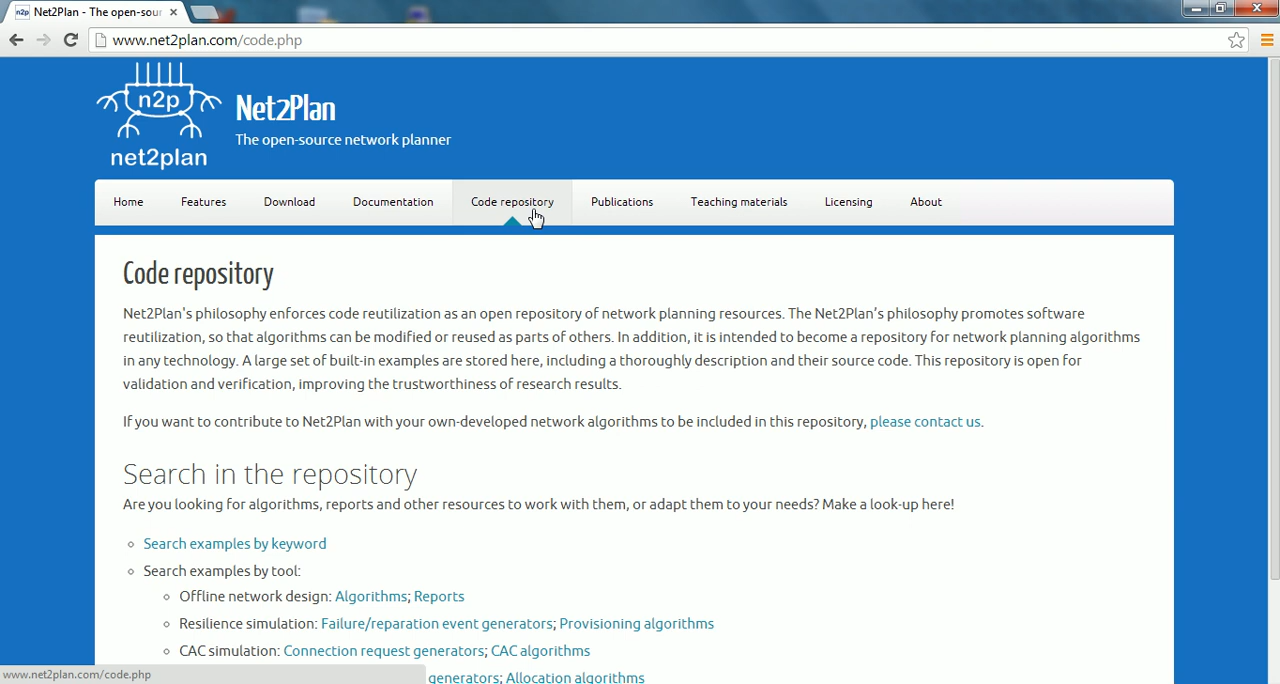 n2p Net2Plan - The open-sour
www.net2plan.com/code.php
n2p
net2plan
Net2Plan
The open-source network planner
Home Features Download Documentation Code repository Publications Teaching materials Licensing About
Code repository
Net2Plan's philosophy enforces code reutilization as an open repository of network planning resources. The Net2Plan's philosophy promotes software
reutilization, so that algorithms can be modified or reused as parts of others. In addition, it is intended to become a repository for network planning algorithms
in any technology. A large set of built-in examples are stored here, including a thoroughly description and their source code. This repository is open for
validation and verification, improving the trustworthiness of research results.
If you want to contribute to Net2Plan with your own-developed network algorithms to be included in this repository, please contact us.
Search in the repository
Are you looking for algorithms, reports and other resources to work with them, or adapt them to your needs? Make a look-up here!
Search examples by keyword
Search examples by tool:
Offline network design: Algorithms; Reports
Resilience simulation: Failure/reparation event generators; Provisioning algorithms
CAC simulation: Connection request generators; CAC algorithms
generators; Allocation algorithms
www.net2plan.com/code.php